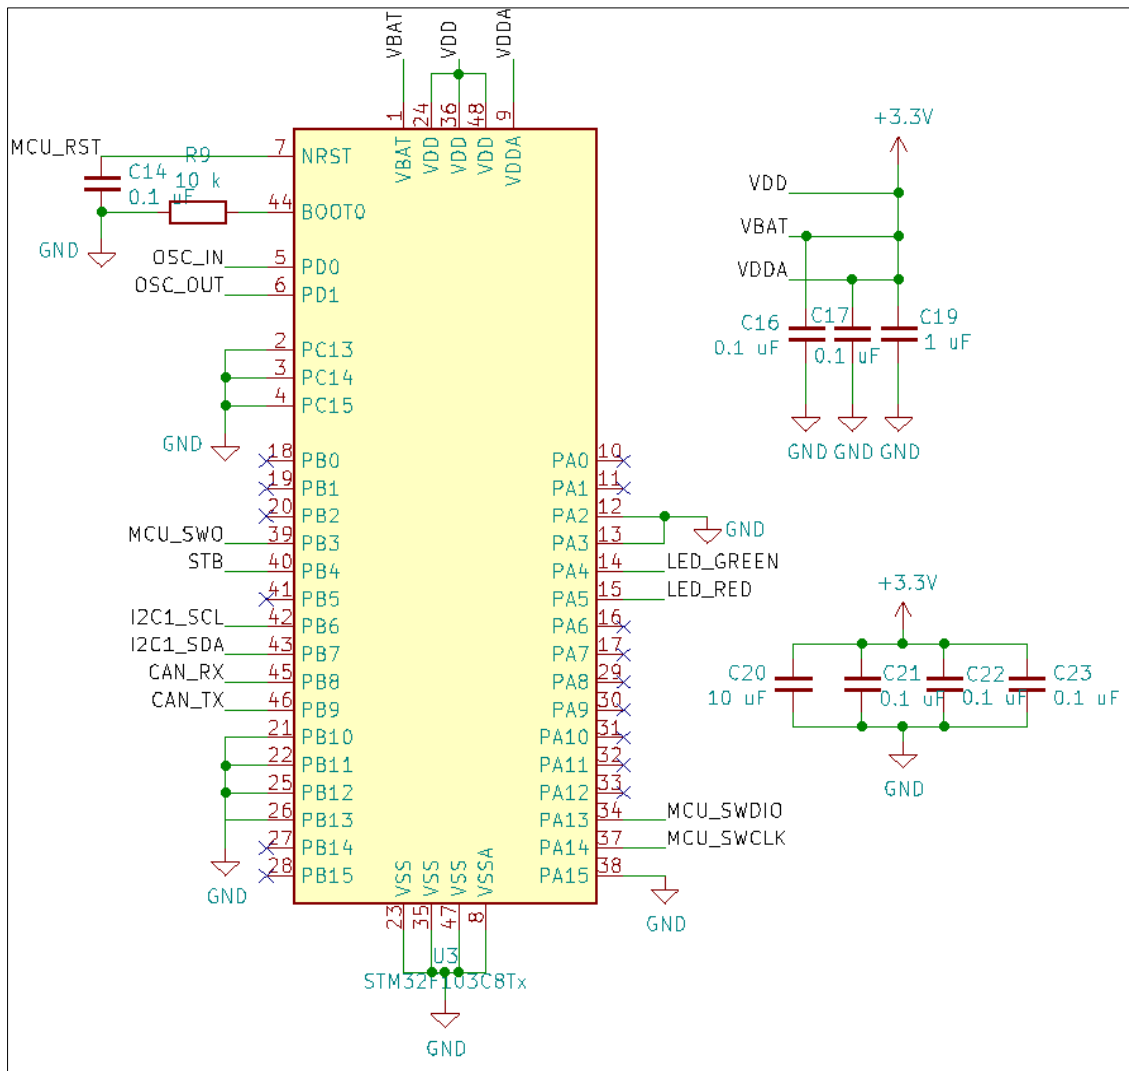 VBAT
VDD
VDDA
1
24
36
48
9
VBAT
VDD
VDD
VDD
VDDA
MCU_RST
7
NRST
C14
0.1 uF
R9
10 k
44
BOOT0
GND
OSC_IN
5
PD0
OSC_OUT
6
PD1
2
PC13
3
PC14
4
PC15
GND
18
PB0
19
PB1
20
PB2
MCU_SWO
39
PB3
STB
40
PB4
41
PB5
I2C1_SCL
42
PB6
I2C1_SDA
43
PB7
CAN_RX
45
PB8
CAN_TX
46
PB9
21
PB10
22
PB11
25
PB12
26
PB13
27
PB14
28
PB15
GND
PA0
10
PA1
11
PA2
12
GND
PA3
13
PA4
14
LED_GREEN
PA5
15
LED_RED
PA6
16
PA7
17
PA8
29
PA9
30
PA10
31
PA11
32
PA12
33
PA13
34
MCU_SWDIO
PA14
37
MCU_SWCLK
PA15
38
GND
VSS
VSS
VSS
VSSA
23
35
47
8
U3
STM32F103C8Tx
GND
+3.3V
VDD
VBAT
VDDA
C16
0.1 uF
C17
0.1 uF
C19
1 uF
GND
GND
GND
+3.3V
C20
10 uF
C21
0.1 uF
C22
0.1 uF
C23
0.1 uF
GND